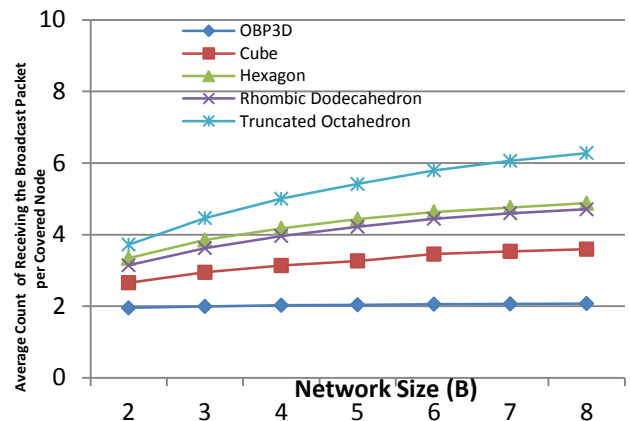 Average Count of Receiving the Broadcast Packet
per Covered Node
10
8
6
4
2
0
OBP3D
Cube
Hexagon
Rhombic Dodecahedron
Truncated Octahedron
Network Size (B)
2 3 4 5 6 7 8